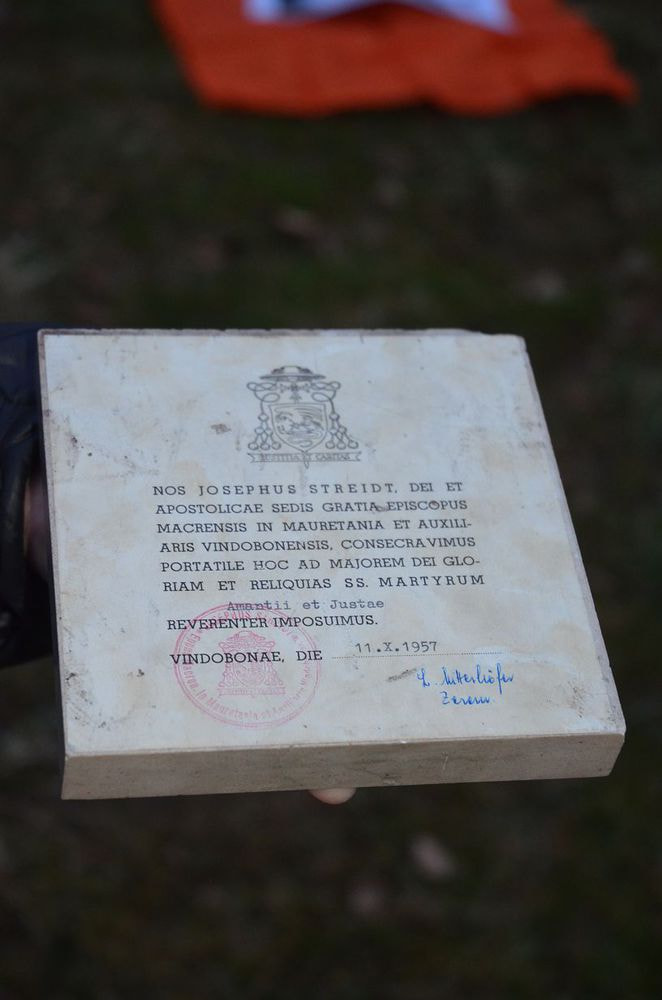 JUSTITIA ET CARITAS
NOS JOSEPHUS STREIDT, DEI ET
APOSTOLICAE SEDIS GRATIA EPISCOPUS
MACRENSIS IN MAURETANIA ET AUXILI-
ARIS VINDOBONENSIS, CONSECRAVIMUS
PORTATILE HOC AD MAJOREM DEI GLO-
RIAM ET RELIQUIAS SS. MARTYRUM
Amantii et Justae
REVERENTER IMPOSUIMUS.
VINDOBONAE, DIE 11.X.1957